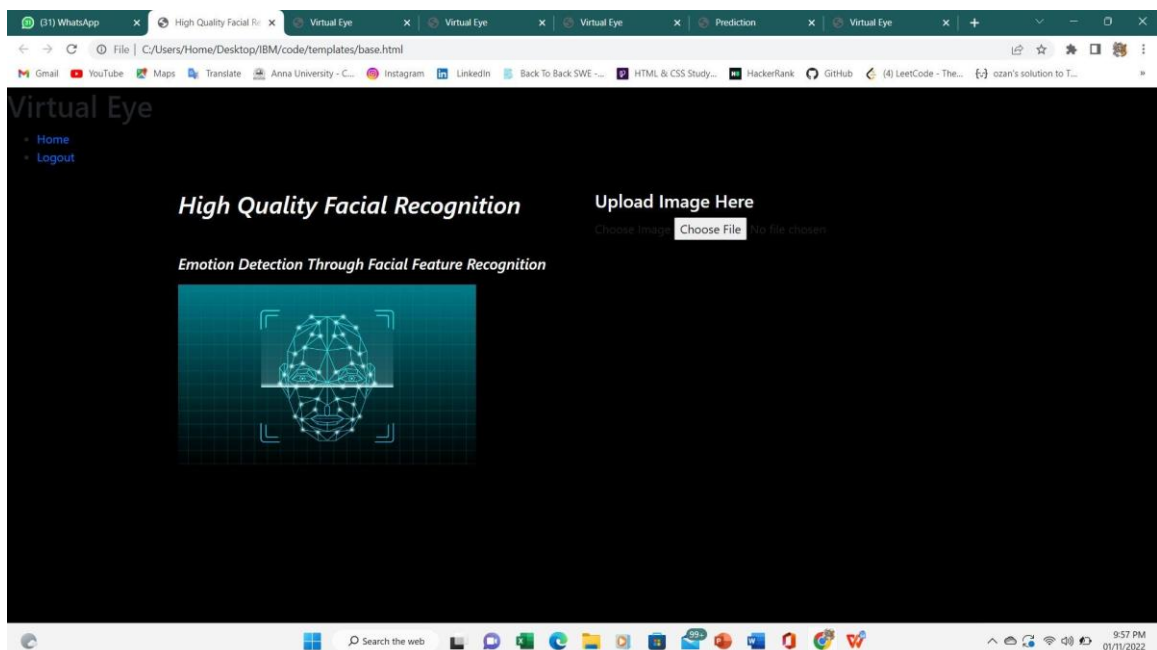 (31) WhatsApp
High Quality Facial Re
Virtual Eye
Virtual Eye
Virtual Eye
Prediction
Virtual Eye
File | C:/Users/Home/Desktop/IBM/code/templates/base.html
Gmail
YouTube
Maps
Translate
Anna University - C...
Instagram
LinkedIn
Back To Back SWE -...
HTML & CSS Study...
HackerRank
GitHub
(4) LeetCode - The...
ozan's solution to T...
»
Virtual Eye
Home
Logout
High Quality Facial Recognition
Emotion Detection Through Facial Feature Recognition
Upload Image Here
Choose Image Choose File No file chosen
Search the web
99+
9:57 PM
01/11/2022